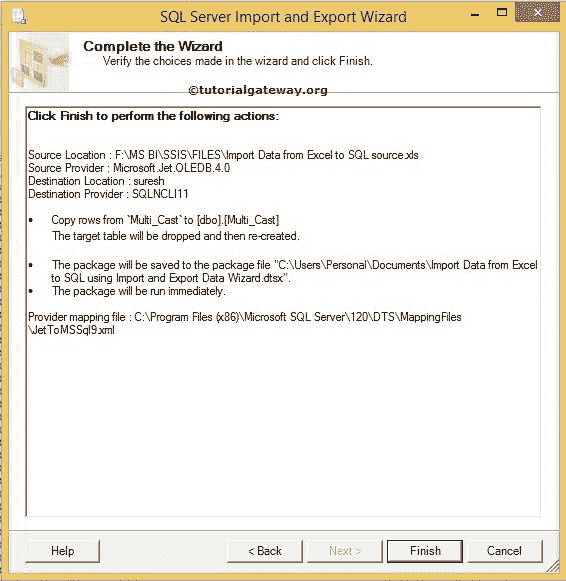 SQL Server Import and Export Wizard
Complete the Wizard
Verify the choices made in the wizard and click Finish.
©tutorialgateway.org
Click Finish to perform the following actions:
Source Location : F:\MS BI\SSIS\FILES\Import Data from Excel to SQL source.xls
Source Provider : Microsoft.Jet.OLEDB.4.0
Destination Location : suresh
Destination Provider : SQLNCLI11
• Copy rows from `Multi_Cast` to [dbo].[Multi_Cast]
The target table will be dropped and then re-created.
• The package will be saved to the package file "C:\Users\Personal\Documents\Import Data from Excel
to SQL using Import and Export Data Wizard.dtsx".
• The package will be run immediately.
Provider mapping file : C:\Program Files (x86)\Microsoft SQL Server\120\DTS\MappingFiles
\JetToMSSql9.xml
Help
< Back
Next >
Finish
Cancel